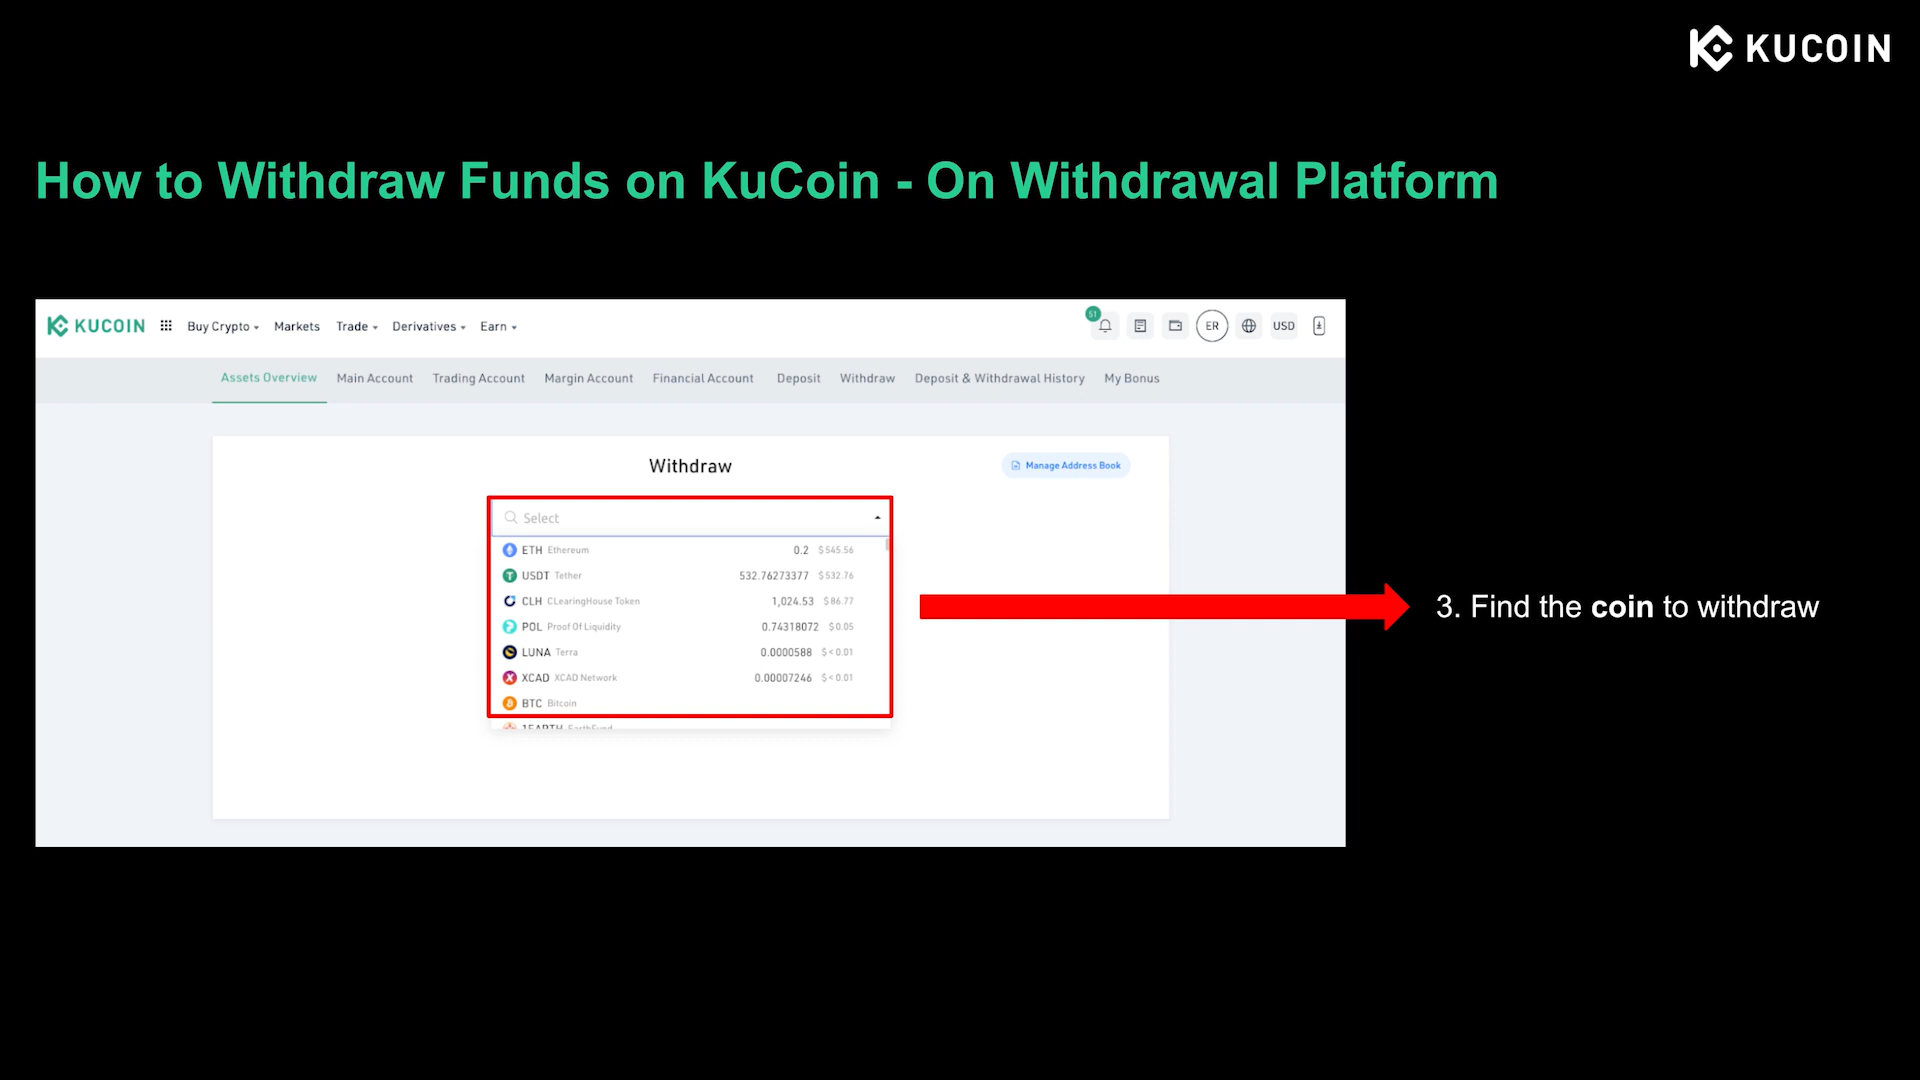 KUCOIN
How to Withdraw Funds on KuCoin - On Withdrawal Platform
KUCOIN Buy Crypto Markets Trade Derivatives Earn 51 ER USD
Assets Overview Main Account Trading Account Margin Account Financial Account Deposit Withdraw Deposit & Withdrawal History My Bonus
Withdraw Manage Address Book
Select
ETH Ethereum 0.2 $545.56
USDT Tether 532.76273377 $532.76
CLH CLearingHouse Token 1,024.53 $86.77
POL Proof Of Liquidity 0.74318072 $0.05
LUNA Terra 0.0000588 $<0.01
XCAD XCAD Network 0.00007246 $<0.01
BTC Bitcoin
1EARTH EarthFund
3. Find the coin to withdraw